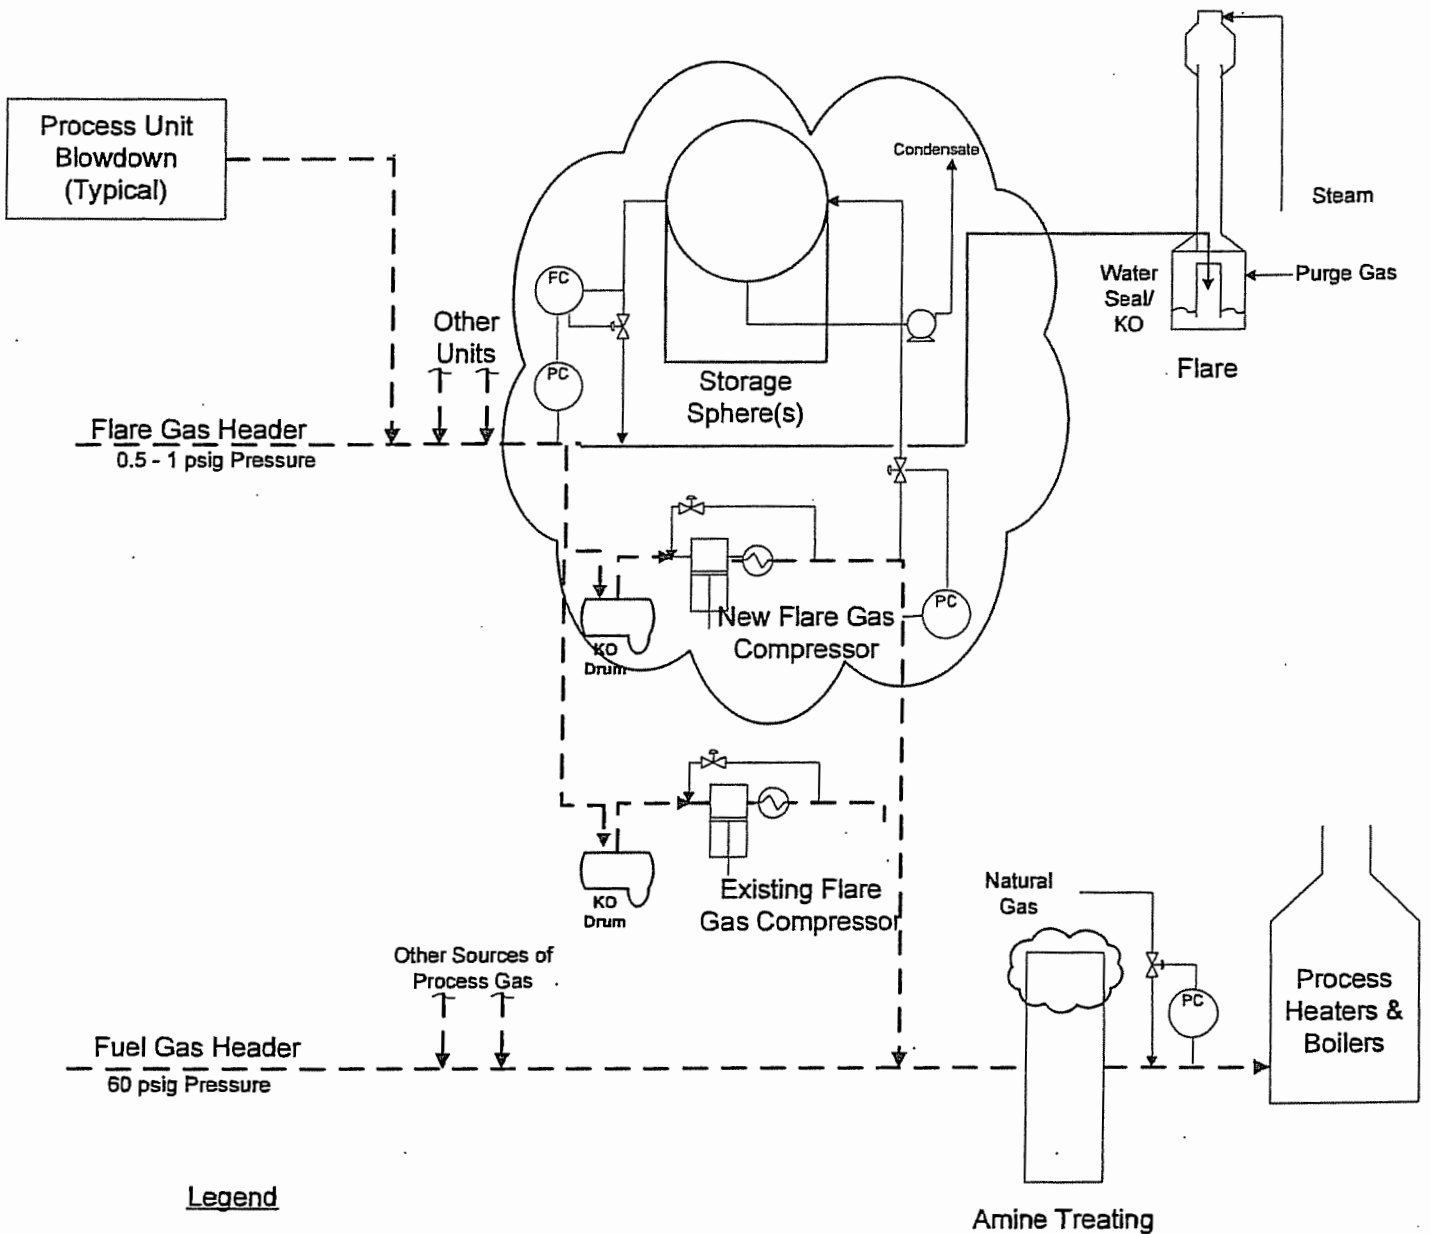 Process Unit
Blowdown
(Typical)
Condensate
Steam
Water
Seal/
KO
Purge Gas
Flare
FC
PC
Other
Units
Storage
Sphere(s)
Flare Gas Header
0.5 - 1 psig Pressure
New Flare Gas
Compressor
PC
KO
Drum
Existing Flare
Gas Compressor
KO
Drum
Natural
Gas
PC
Process
Heaters &
Boilers
Other Sources of
Process Gas
Fuel Gas Header
60 psig Pressure
Legend
Amine Treating